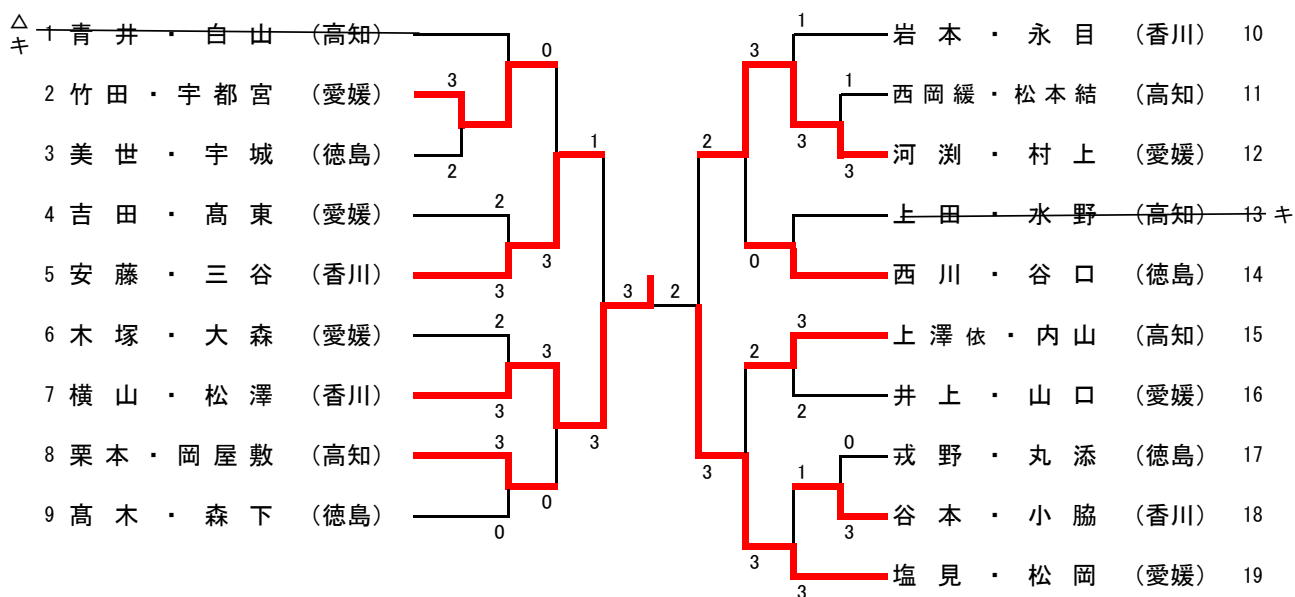 △
キ
1 青井・白山 (高知)
2 竹田・宇都宮 (愛媛)
3 美世・宇城 (徳島)
4 吉田・髙東 (愛媛)
5 安藤・三谷 (香川)
6 木塚・大森 (愛媛)
7 横山・松澤 (香川)
8 栗本・岡屋敷 (高知)
9 髙木・森下 (徳島)
0
3
2
1
2
3
3
2
3
3
3
3
0
0
3
2
1
3
1
2
3
3
0
3
2
2
3
0
1
3
3
3
岩本・永目 (香川) 10
西岡緩・松本結 (高知) 11
河渕・村上 (愛媛) 12
上田・水野 (高知) 13 キ
西川・谷口 (徳島) 14
上澤依・内山 (高知) 15
井上・山口 (愛媛) 16
戎野・丸添 (徳島) 17
谷本・小脇 (香川) 18
塩見・松岡 (愛媛) 19